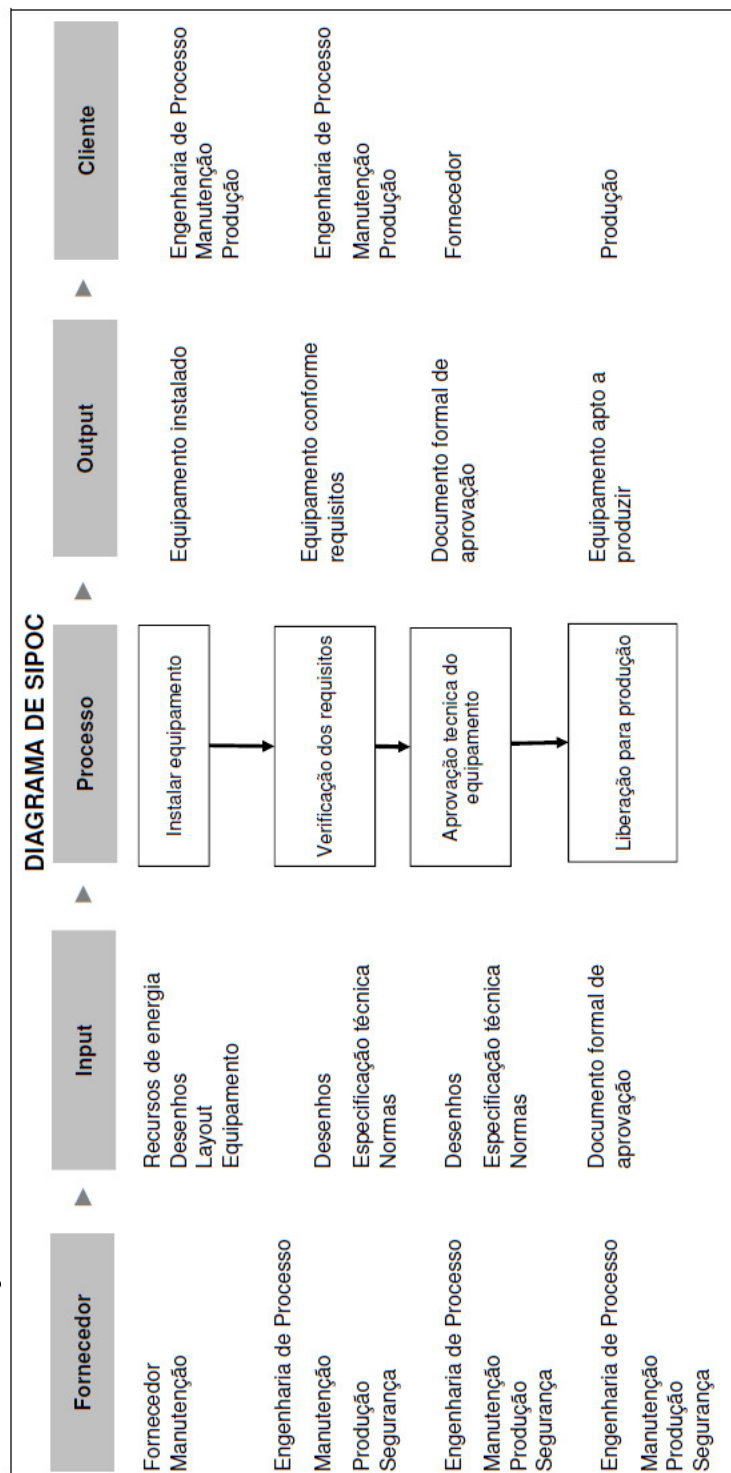 DIAGRAMA DE SIPOC
Fornecedor
Input
Processo
Output
Cliente
Fornecedor
Manutenção
Recursos de energia
Desenhos
Layout
Equipamento
Instalar equipamento
Equipamento instalado
Engenharia de Processo
Manutenção
Produção
Engenharia de Processo
Manutenção
Produção
Segurança
Desenhos
Especificação técnica
Normas
Verificação dos requisitos
Equipamento conforme
requisitos
Engenharia de Processo
Manutenção
Produção
Engenharia de Processo
Manutenção
Produção
Segurança
Desenhos
Especificação técnica
Normas
Aprovação tecnica do
equipamento
Documento formal de
aprovação
Fornecedor
Engenharia de Processo
Manutenção
Produção
Segurança
Documento formal de
aprovação
Liberação para produção
Equipamento apto a
produzir
Produção